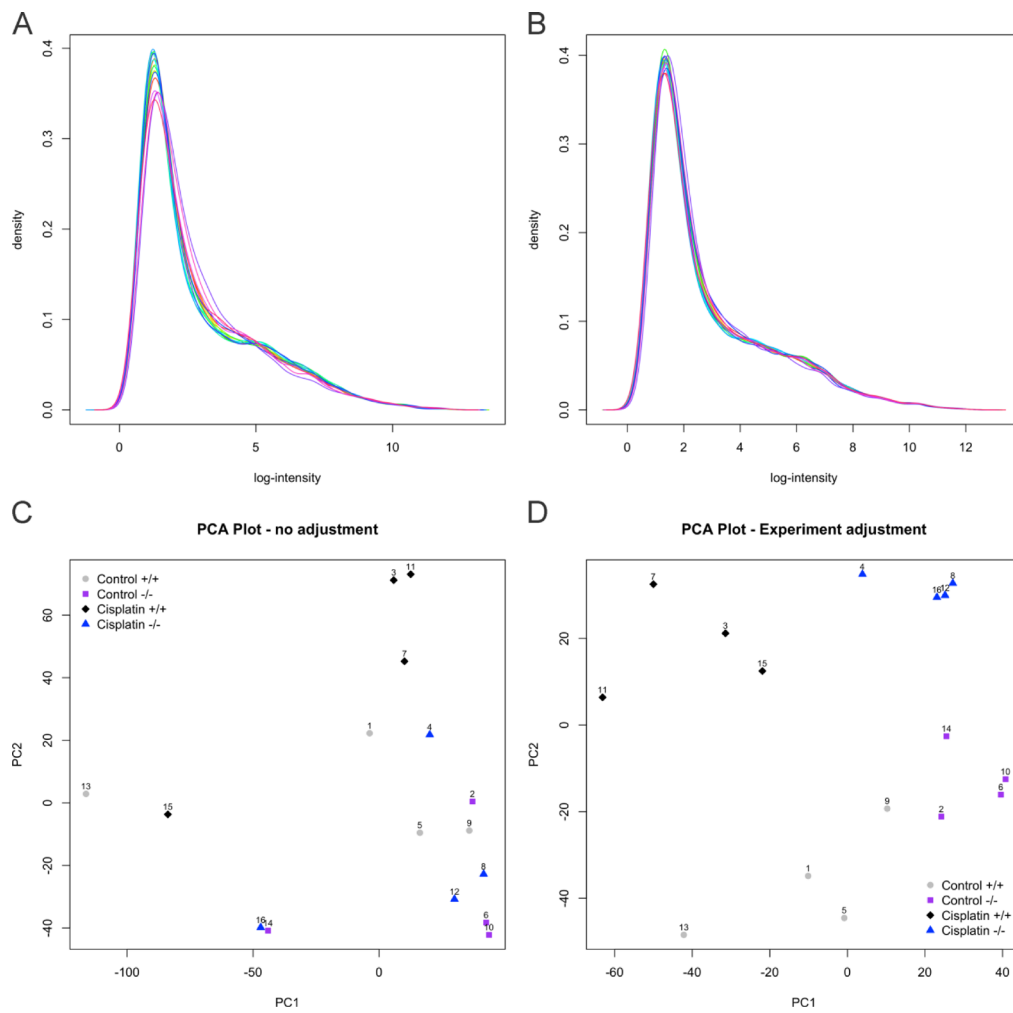 A
B
0.4
0.3
0.2
0.1
0.0
density
0 5 10
log-intensity
0.4
0.3
0.2
0.1
0.0
density
0 2 4 6 8 10 12
log-intensity
C
PCA Plot - no adjustment
Control +/+
Control -/-
Cisplatin +/+
Cisplatin -/-
60
40
20
0
-20
-40
PC2
3
11
7
1
4
13
15
2
5
9
8
12
16
14
6
10
-100 -50 0
PC1
D
PCA Plot - Experiment adjustment
20
0
-20
-40
PC2
7
4
8
16
12
3
15
11
14
10
6
2
9
1
5
13
Control +/+
Control -/-
Cisplatin +/+
Cisplatin -/-
-60 -40 -20 0 20 40
PC1